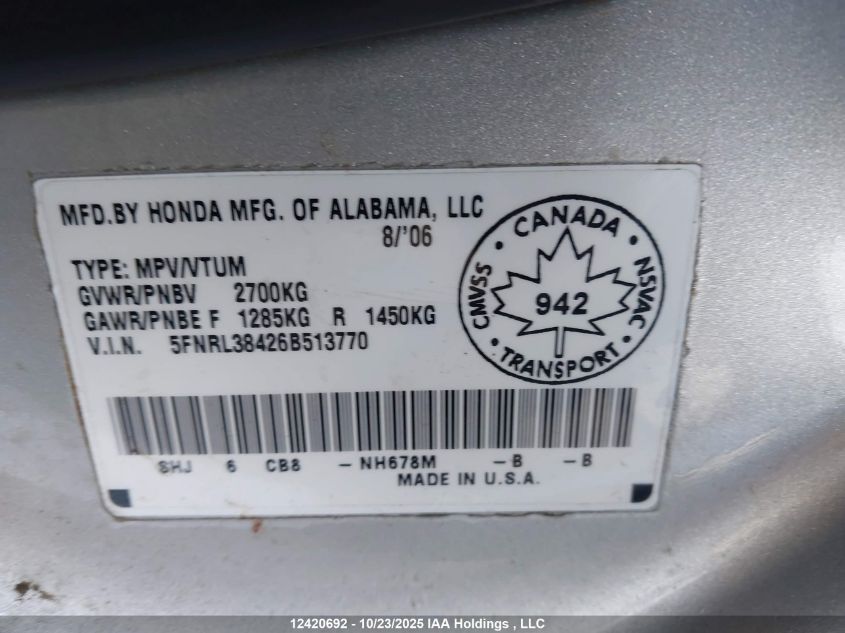 MFD.BY HONDA MFG. OF ALABAMA, LLC
8/'06
TYPE: MPV/VTUM
GVWR/PNBV 2700KG
GAWR/PNBE F 1285KG R 1450KG
V.I.N. 5FNRL38426B513770
CANADA
CMVSS
NSVAC
942
TRANSPORT
SHJ 6 CB8 -NH678M -B -B
MADE IN U.S.A.
12420692 - 10/23/2025 IAA Holdings , LLC